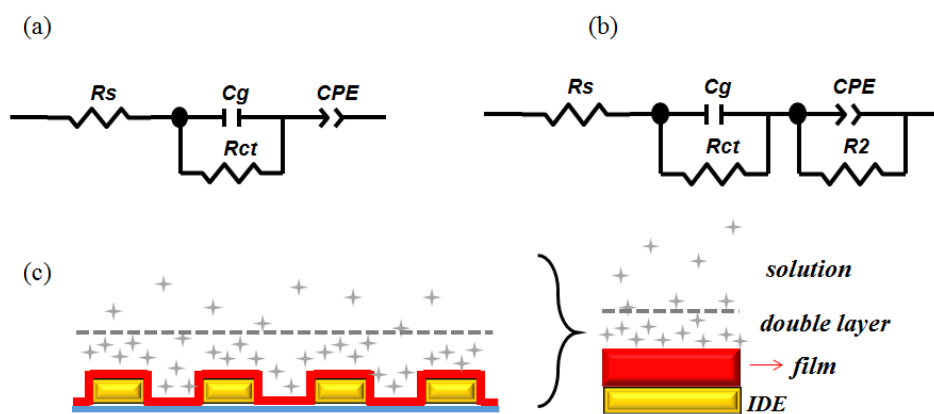 (a)
Rs
Cg
CPE
Rct
(b)
Rs
Cg
CPE
Rct
R2
(c)
solution
double layer
film
IDE